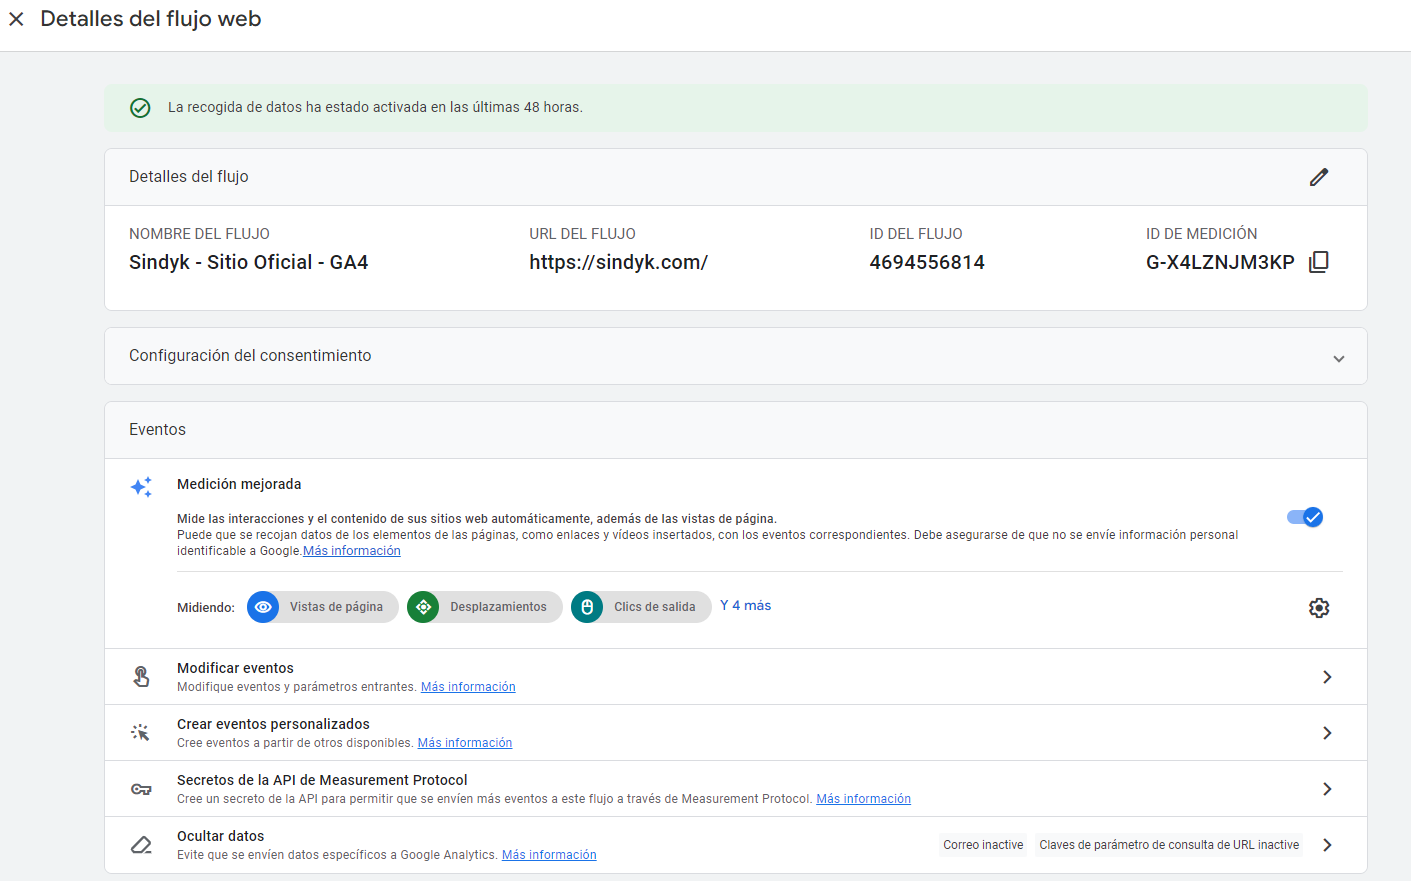 Detalles del flujo web
La recogida de datos ha estado activada en las últimas 48 horas.
Detalles del flujo
NOMBRE DEL FLUJO
Sindyk - Sitio Oficial - GA4
URL DEL FLUJO
https://sindyk.com/
ID DEL FLUJO
4694556814
ID DE MEDICIÓN
G-X4LZNJM3KP
Configuración del consentimiento
Eventos
Medición mejorada
Mide las interacciones y el contenido de sus sitios web automáticamente, además de las vistas de página.
Puede que se recojan datos de los elementos de las páginas, como enlaces y vídeos insertados, con los eventos correspondientes. Debe asegurarse de que no se envíe información personal
identificable a Google.Más información
Midiendo: Vistas de página Desplazamientos Clics de salida Y 4 más
Modificar eventos
Modifique eventos y parámetros entrantes. Más información
Crear eventos personalizados
Cree eventos a partir de otros disponibles. Más información
Secretos de la API de Measurement Protocol
Cree un secreto de la API para permitir que se envíen más eventos a este flujo a través de Measurement Protocol. Más información
Ocultar datos
Evite que se envíen datos específicos a Google Analytics. Más información
Correo inactive Claves de parámetro de consulta de URL inactive